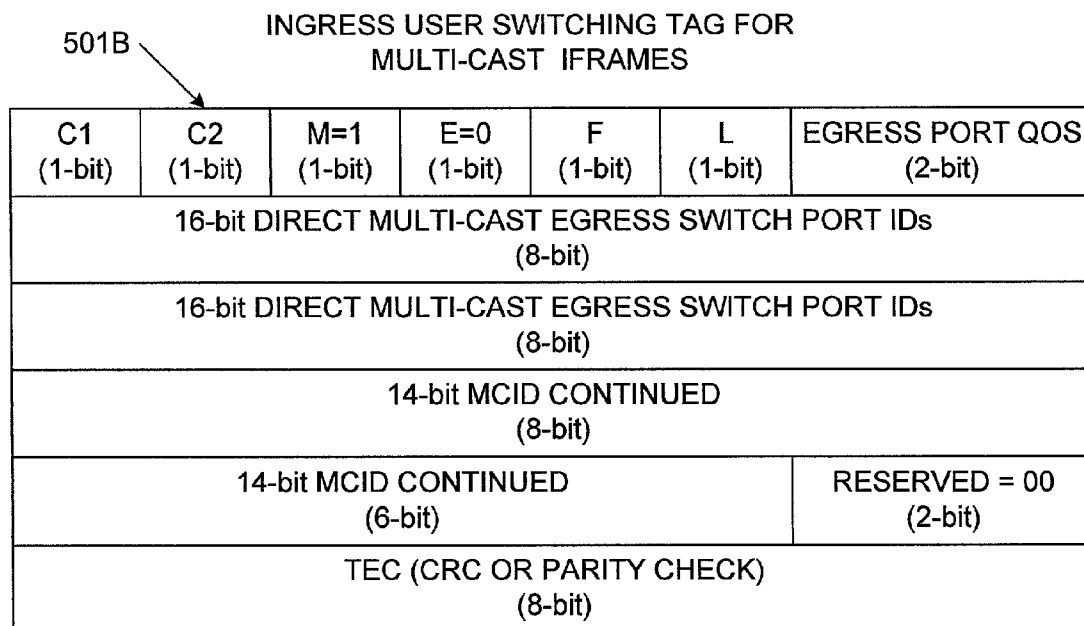 INGRESS USER SWITCHING TAG FOR
MULTI-CAST IFRAMES
501B
C1 C2 M=1 E=0 F L EGRESS PORT QOS
(1-bit) (1-bit) (1-bit) (1-bit) (1-bit) (1-bit) (2-bit)
16-bit DIRECT MULTI-CAST EGRESS SWITCH PORT IDs
(8-bit)
16-bit DIRECT MULTI-CAST EGRESS SWITCH PORT IDs
(8-bit)
14-bit MCID CONTINUED
(8-bit)
14-bit MCID CONTINUED RESERVED = 00
(6-bit) (2-bit)
TEC (CRC OR PARITY CHECK)
(8-bit)